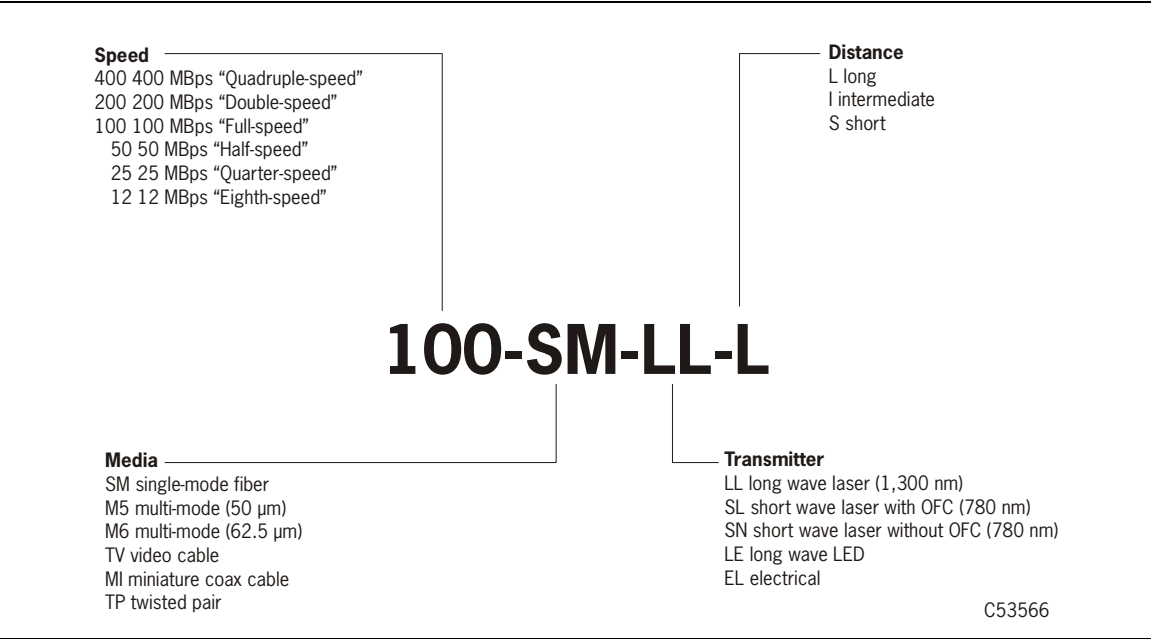 Speed
400 400 MBps “Quadruple-speed”
200 200 MBps “Double-speed”
100 100 MBps “Full-speed”
50 50 MBps “Half-speed”
25 25 MBps “Quarter-speed”
12 12 MBps “Eighth-speed”
Distance
L long
I intermediate
S short
100-SM-LL-L
Media
SM single-mode fiber
M5 multi-mode (50 µm)
M6 multi-mode (62.5 µm)
TV video cable
MI miniature coax cable
TP twisted pair
Transmitter
LL long wave laser (1,300 nm)
SL short wave laser with OFC (780 nm)
SN short wave laser without OFC (780 nm)
LE long wave LED
EL electrical
C53566